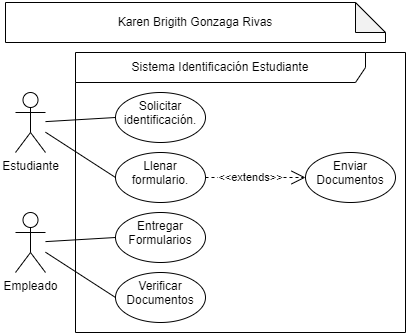 Karen Brigith Gonzaga Rivas
Sistema Identificación Estudiante
Solicitar
identificación.
Estudiante
Llenar
formulario.
<<extends>>
Enviar
Documentos
Entregar
Formularios
Empleado
Verificar
Documentos